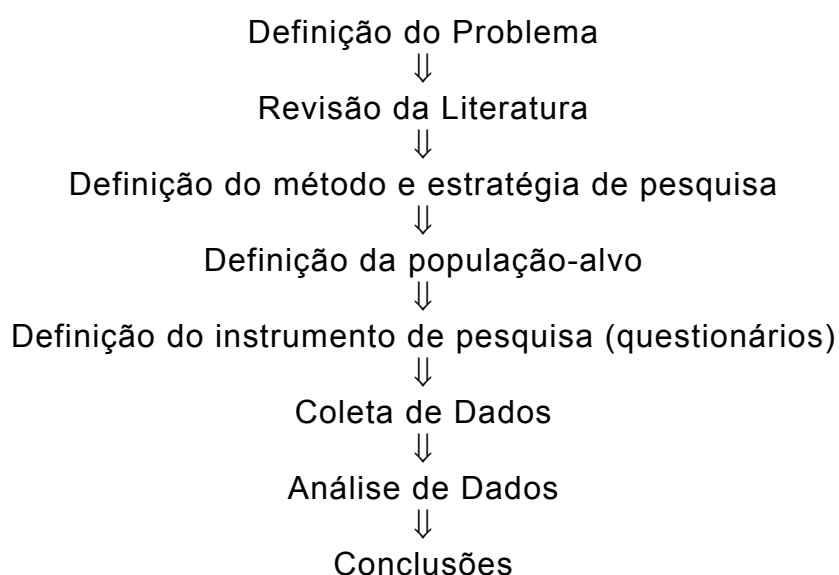 Definição do Problema
⇓
Revisão da Literatura
⇓
Definição do método e estratégia de pesquisa
⇓
Definição da população-alvo
⇓
Definição do instrumento de pesquisa (questionários)
⇓
Coleta de Dados
⇓
Análise de Dados
⇓
Conclusões